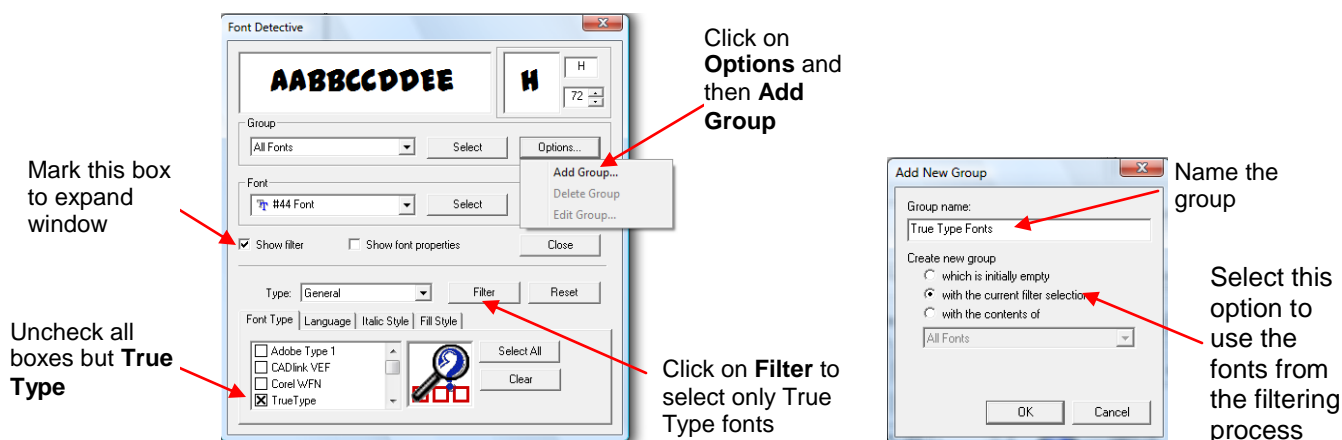 Font Detective
AABBCCDDEE
H
H
72
Group
All Fonts
Select
Options...
Add Group...
Delete Group
Edit Group...
Font
#44 Font
Select
Show filter
Show font properties
Close
Type:
General
Filter
Reset
Font Type
Language
Italic Style
Fill Style
Adobe Type 1
CADlink VEF
Corel WFN
TrueType
Select All
Clear
Mark this box
to expand
window
Uncheck all
boxes but True
Type
Click on
Options and
then Add
Group
Click on Filter to
select only True
Type fonts
Add New Group
Group name:
True Type Fonts
Create new group
which is initially empty
with the current filter selection
with the contents of
All Fonts
OK
Cancel
Name the
group
Select this
option to
use the
fonts from
the filtering
process